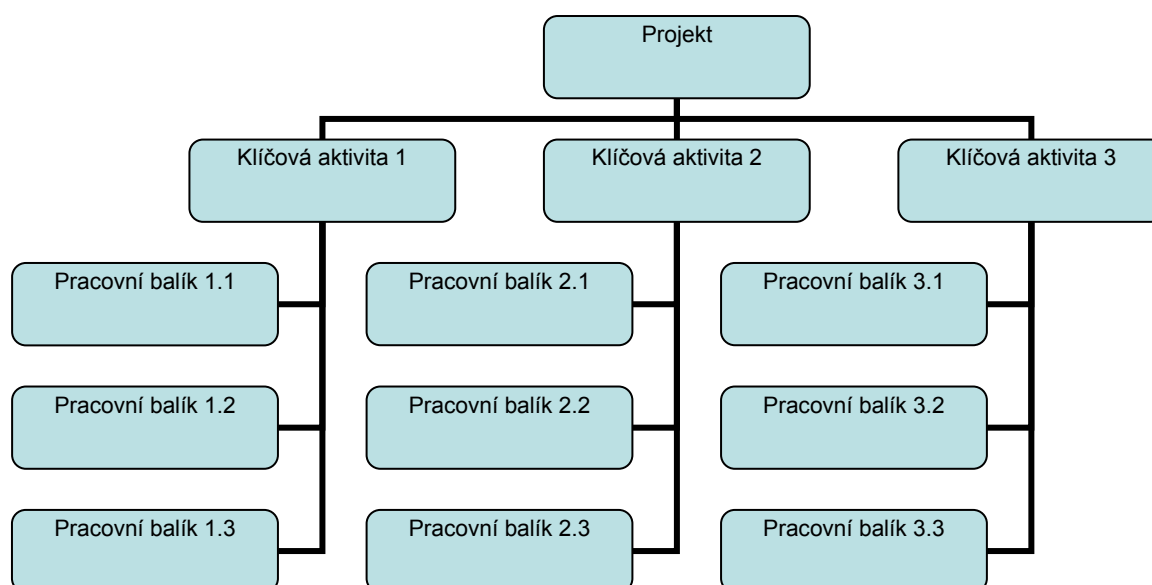 Projekt
Klíčová aktivita 1
Klíčová aktivita 2
Klíčová aktivita 3
Pracovní balík 1.1
Pracovní balík 2.1
Pracovní balík 3.1
Pracovní balík 1.2
Pracovní balík 2.2
Pracovní balík 3.2
Pracovní balík 1.3
Pracovní balík 2.3
Pracovní balík 3.3